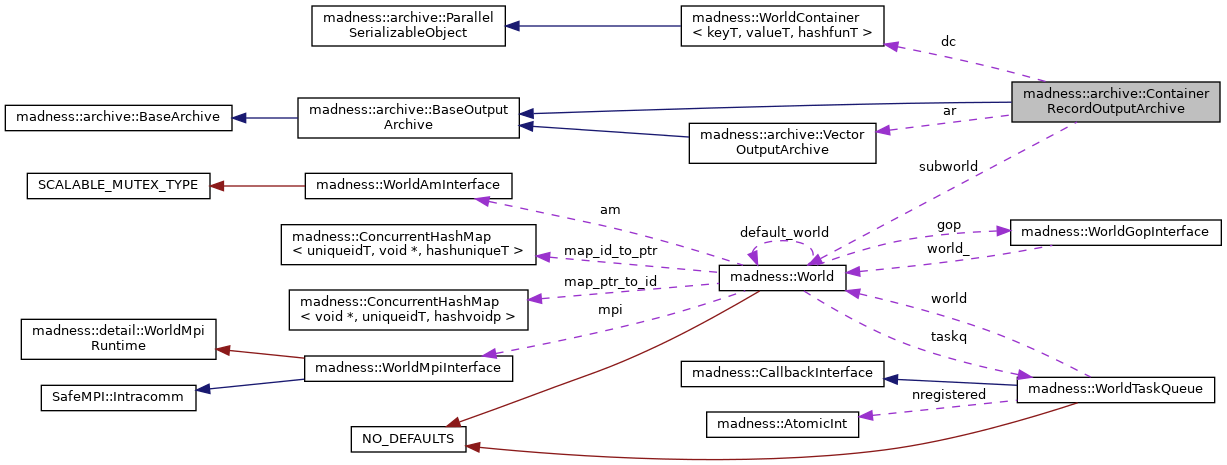 madness::archive::Parallel
SerializableObject
madness::WorldContainer
< keyT, valueT, hashfunT >
dc
madness::archive::Container
RecordOutputArchive
madness::archive::BaseArchive
madness::archive::BaseOutput
Archive
ar
madness::archive::Vector
OutputArchive
subworld
SCALABLE_MUTEX_TYPE
madness::WorldAmInterface
am
madness::ConcurrentHashMap
< uniqueidT, void *, hashuniqueT >
map_id_to_ptr
default_world
gop
madness::WorldGopInterface
world_
madness::World
madness::ConcurrentHashMap
< void *, uniqueidT, hashvoidp >
map_ptr_to_id
mpi
world
taskq
madness::detail::WorldMpi
Runtime
madness::WorldMpiInterface
SafeMPI::Intracomm
madness::CallbackInterface
madness::WorldTaskQueue
nregistered
madness::AtomicInt
NO_DEFAULTS